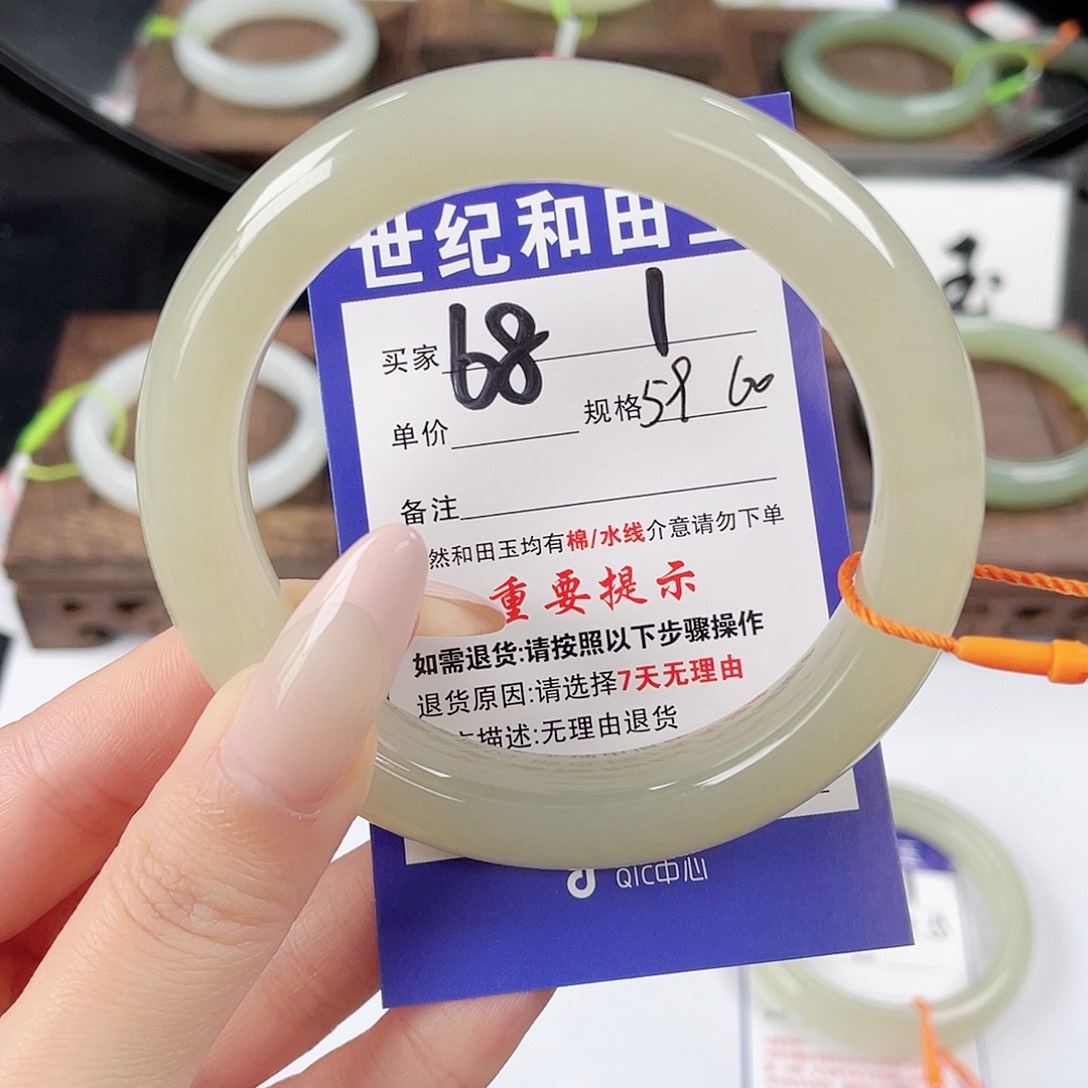 世纪和田玉
买家 68 1
单价 规格 59 60
备注
然和田玉均有棉/水线介意请勿下单
重要提示
如需退货:请按照以下步骤操作
退货原因:请选择7天无理由
描述:无理由退货
QIC中心
玉